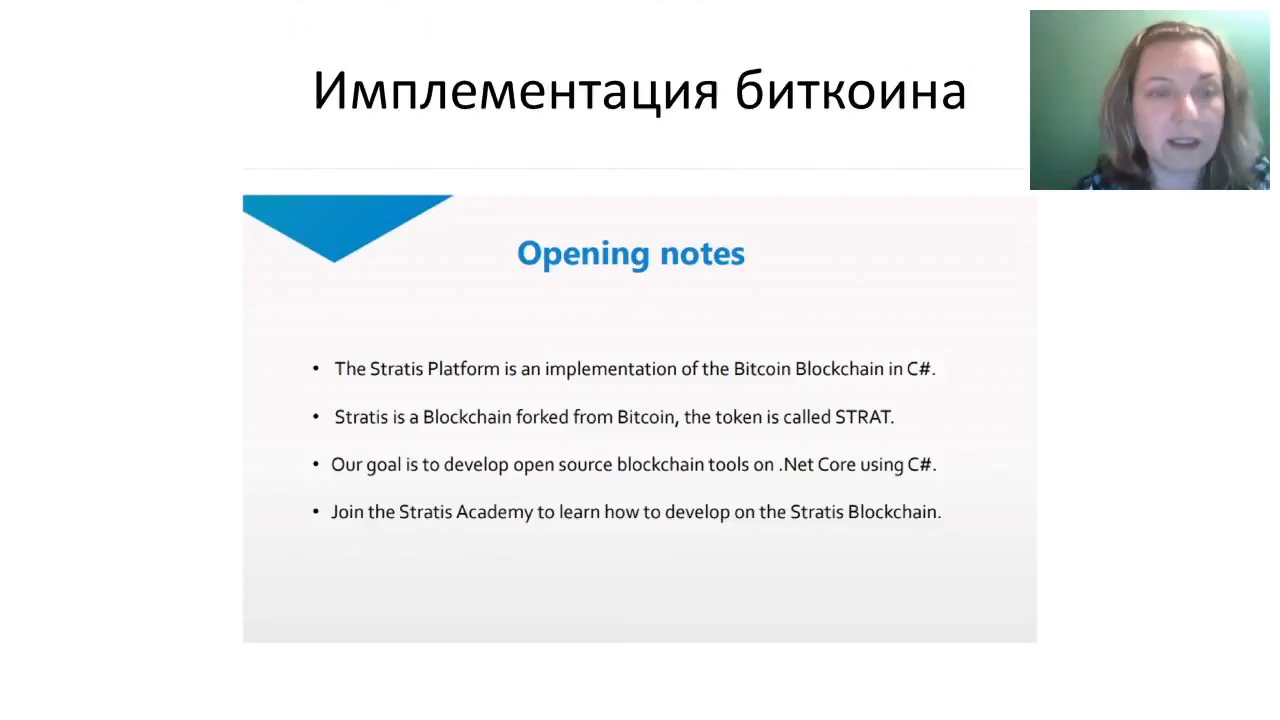 Имплементация биткоина
Opening notes
• The Stratis Platform is an implementation of the Bitcoin Blockchain in C#.
• Stratis is a Blockchain forked from Bitcoin, the token is called STRAT.
• Our goal is to develop open source blockchain tools on .Net Core using C#.
• Join the Stratis Academy to learn how to develop on the Stratis Blockchain.